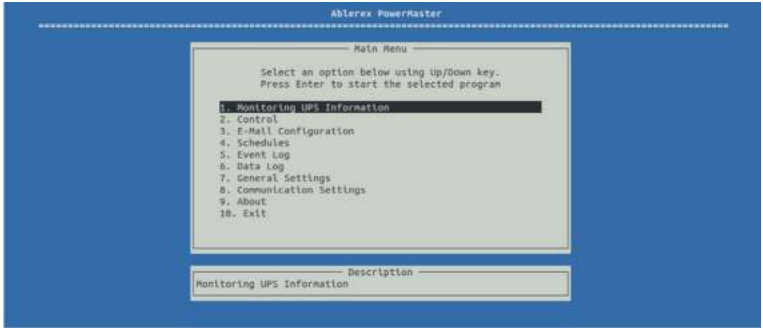 Ablerex PowerMaster
Main Menu
Select an option below using Up/Down key.
Press Enter to start the selected program
1. Monitoring UPS Information
2. Control
3. E-Mail Configuration
4. Schedules
5. Event Log
6. Data Log
7. General Settings
8. Communication Settings
9. About
10. Exit
Description
Monitoring UPS Information